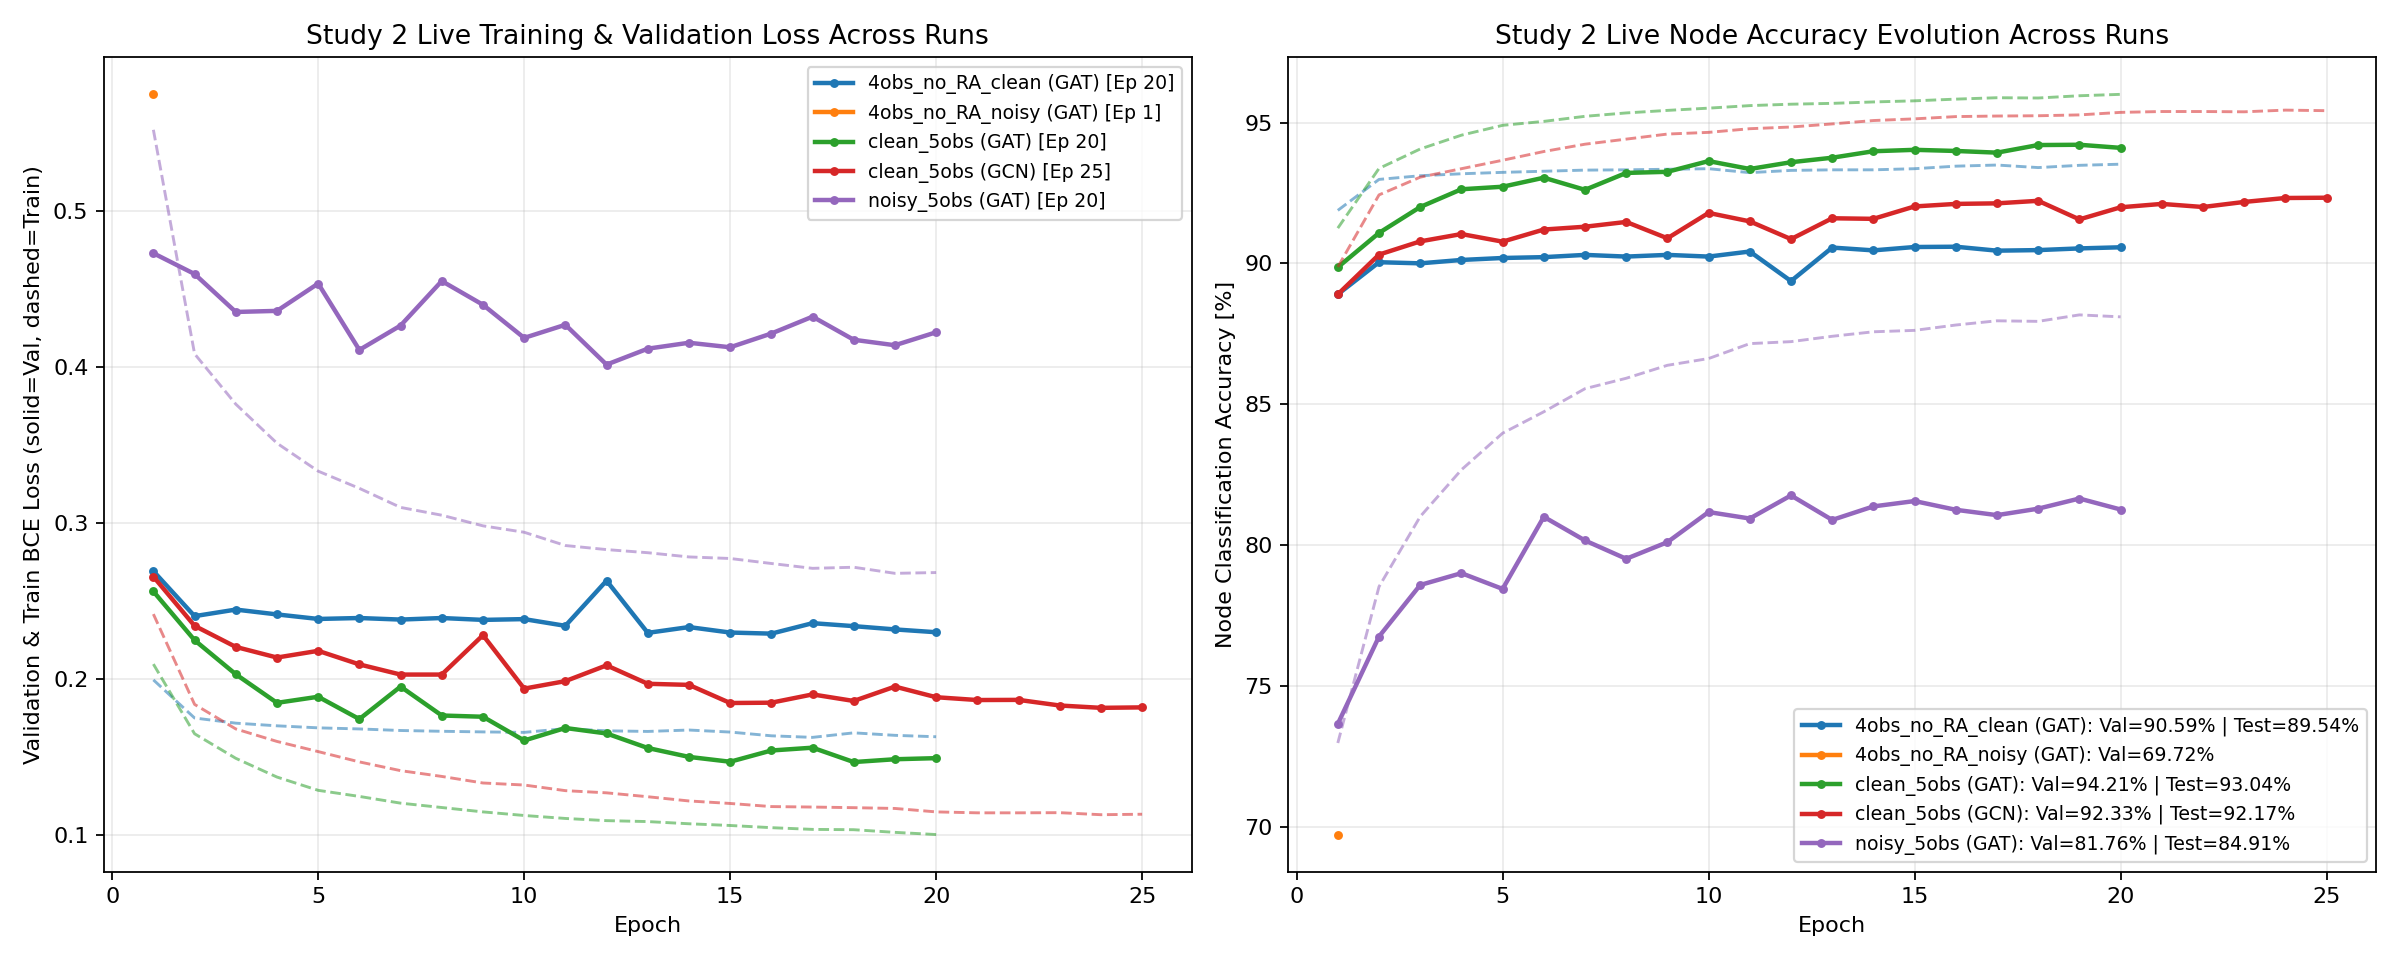 Study 2 Live Training & Validation Loss Across Runs
Validation & Train BCE Loss (solid=Val, dashed=Train)
0.5
0.4
0.3
0.2
0.1
4obs_no_RA_clean (GAT) [Ep 20]
4obs_no_RA_noisy (GAT) [Ep 1]
clean_5obs (GAT) [Ep 20]
clean_5obs (GCN) [Ep 25]
noisy_5obs (GAT) [Ep 20]
0 5 10 15 20 25
Epoch
Study 2 Live Node Accuracy Evolution Across Runs
Node Classification Accuracy [%]
95
90
85
80
75
70
4obs_no_RA_clean (GAT): Val=90.59% | Test=89.54%
4obs_no_RA_noisy (GAT): Val=69.72%
clean_5obs (GAT): Val=94.21% | Test=93.04%
clean_5obs (GCN): Val=92.33% | Test=92.17%
noisy_5obs (GAT): Val=81.76% | Test=84.91%
0 5 10 15 20 25
Epoch